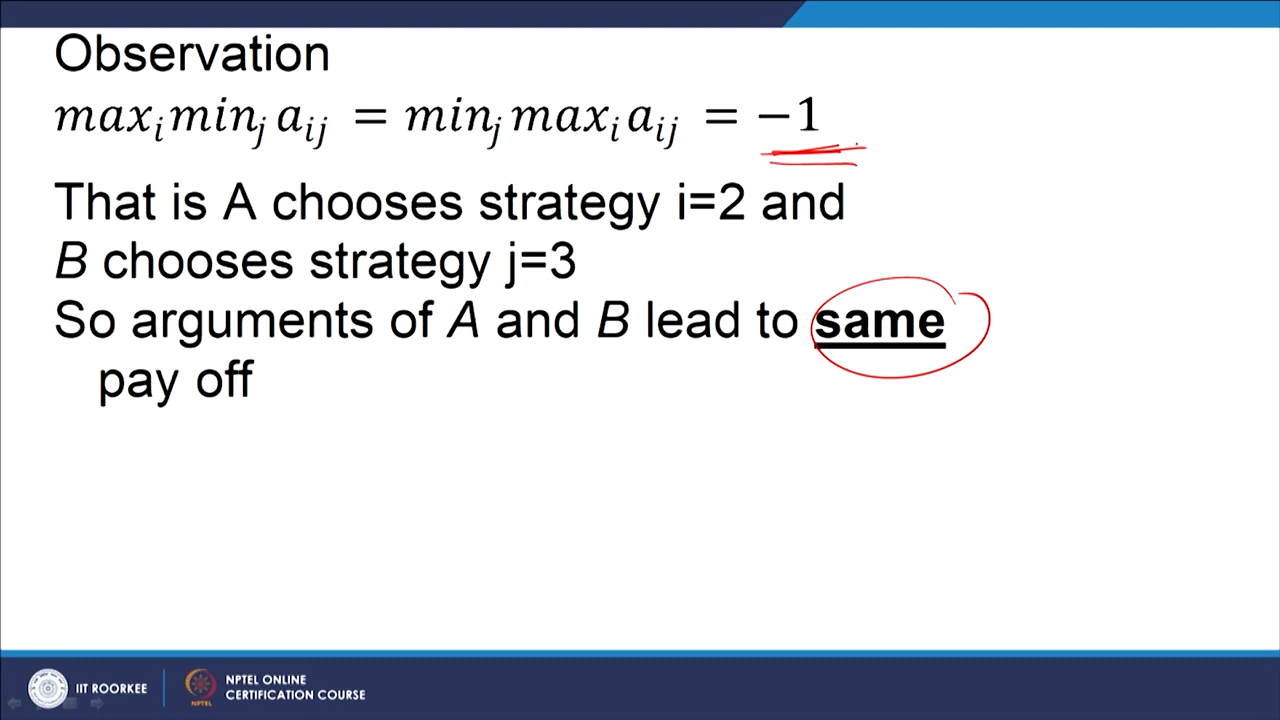 Observation
max_i min_j a_ij = min_j max_i a_ij = −1
That is A chooses strategy i=2 and
B chooses strategy j=3
So arguments of A and B lead to same
pay off
IIT ROORKEE
NPTEL
NPTEL ONLINE
CERTIFICATION COURSE